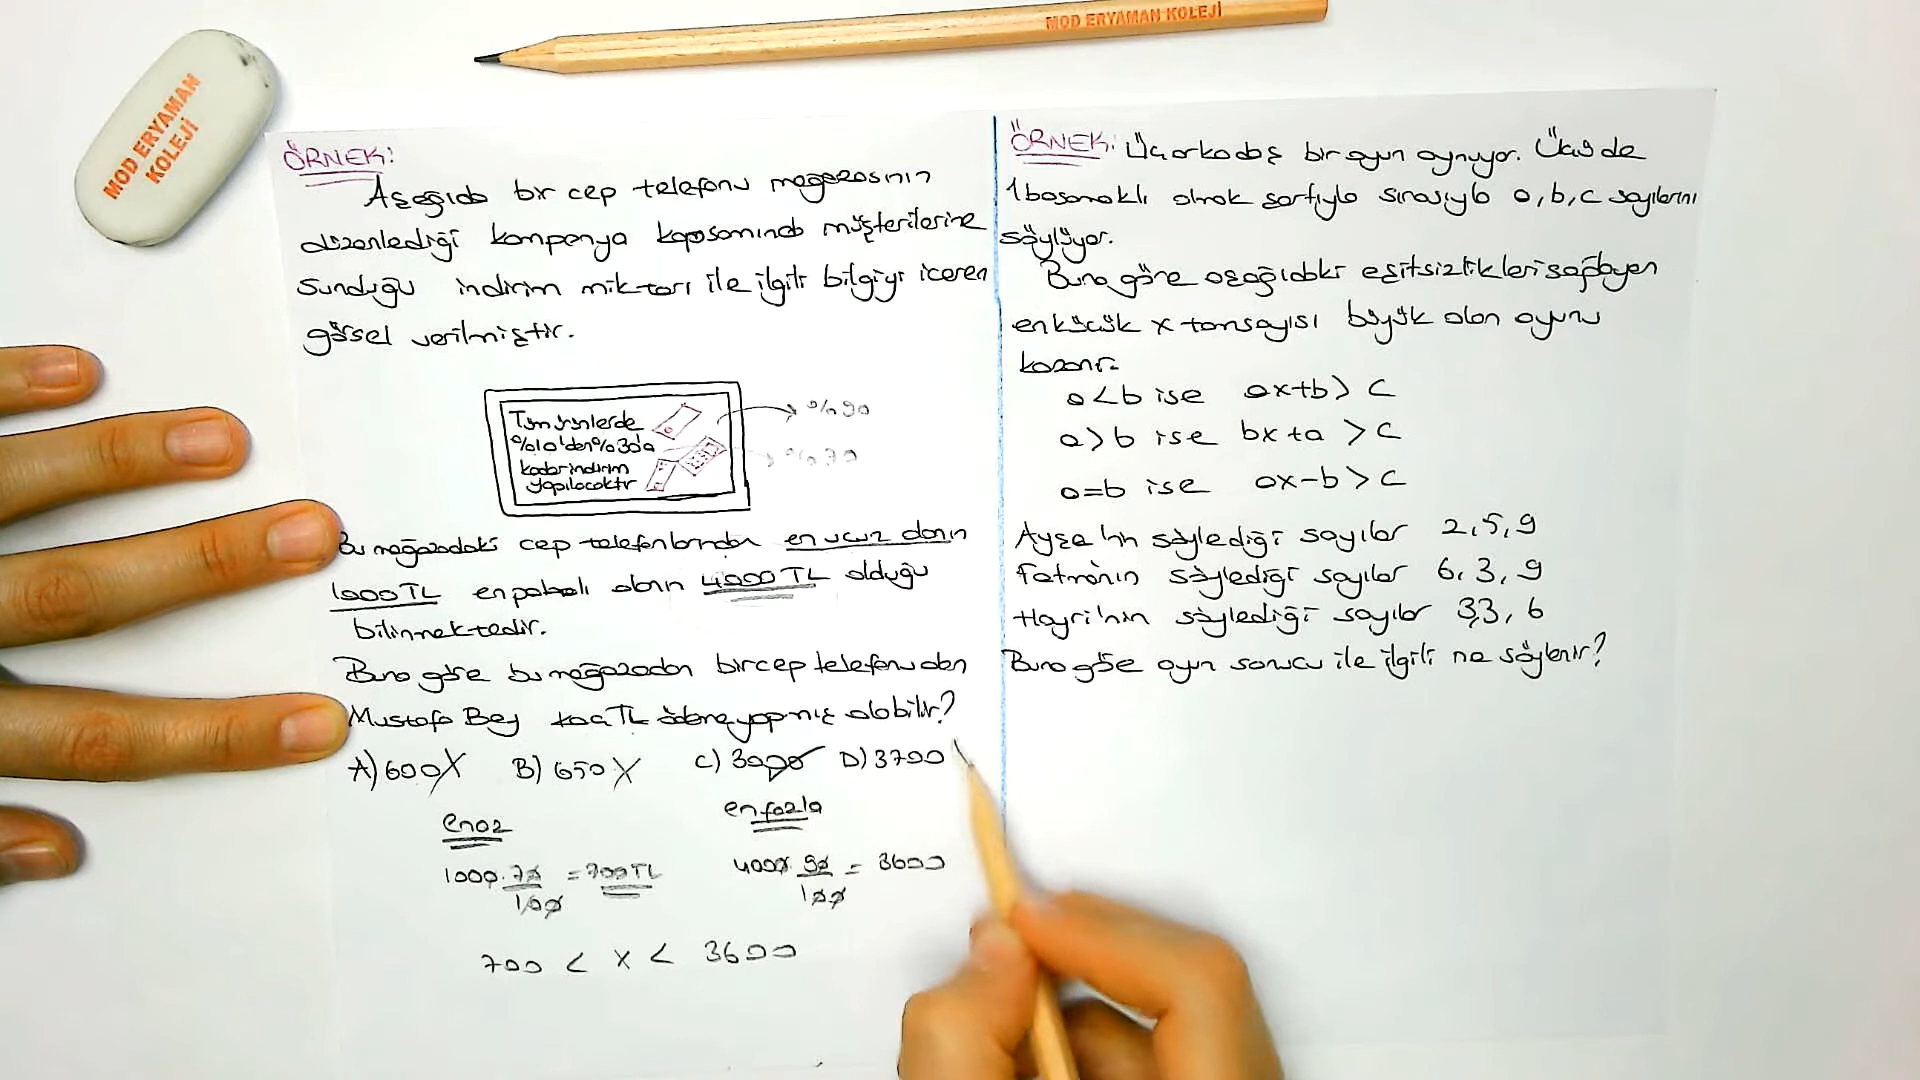 MOD ERYAMAN KOLEJİ
MOD ERYAMAN
KOLEJİ
ÖRNEK:
Aşağıda bir cep telefonu mağazasının
düzenlediği kampanya kapsamında müşterilerine
sunduğu indirim miktarı ile ilgili bilgiyi içeren
görsel verilmiştir.
Tüm ürünlerde
%10'den %30'a
kadar indirim
yapılacaktır
%90
%70
Bu mağazadaki cep telefonlarından en ucuz olanın
1000 TL en pahalı olanın 4000 TL olduğu
bilinmektedir.
Buna göre bu mağazadan bir cep telefonu alan
Mustafa Bey kaç TL ödeme yapmış olabilir?
A) 600 B) 650 C) 3000 D) 3700
en az
1000 . 70 = 700 TL
100
en fazla
4000 . 90 = 3600
100
700 < x < 3600
ÖRNEK: Üç arkadaş bir oyun oynuyor. Üçü de
1 basamaklı olmak şartıyla sırasıyla a, b, c sayılarını
söylüyor.
Buna göre aşağıdaki eşitsizlikleri sağlayan
en küçük x tamsayısı büyük olan oyunu
kazanır.
a < b ise ax+b > c
a > b ise bx+a > c
a=b ise ax-b > c
Ayşe'nin söylediği sayılar 2,5,9
Fatma'nın söylediği sayılar 6,3,9
Hayri'nin söylediği sayılar 3,3,6
Buna göre oyun sonucu ile ilgili ne söylenir?